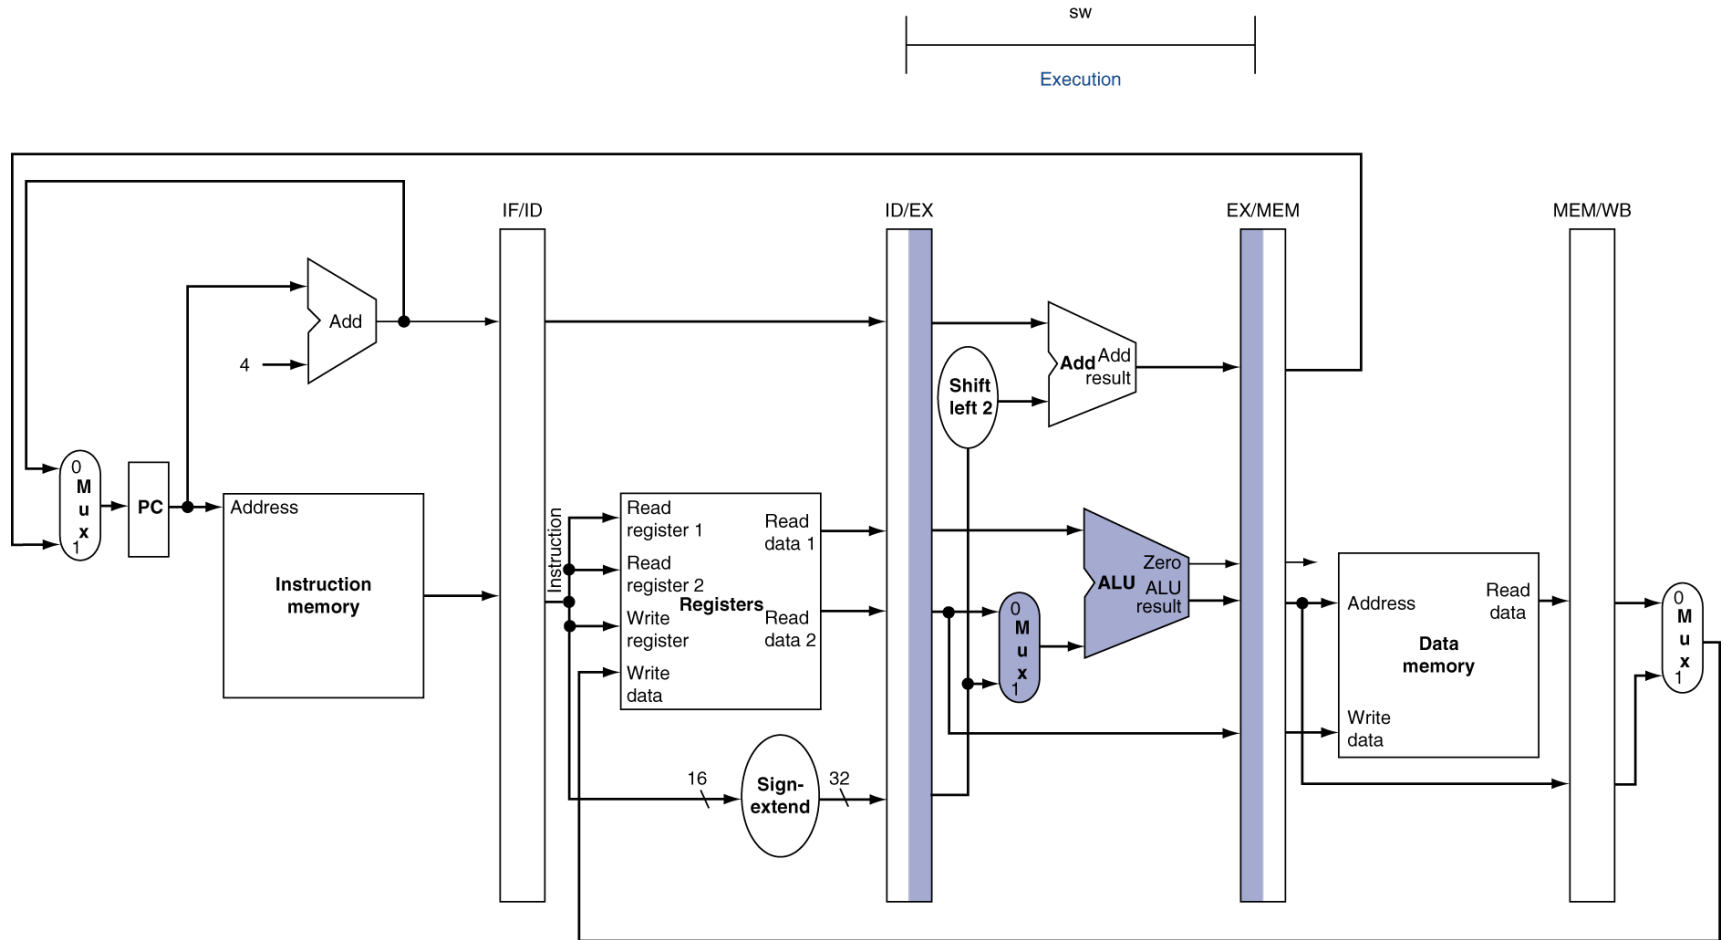 sw
Execution
IF/ID
ID/EX
EX/MEM
MEM/WB
Add
4
Add Add
result
Shift
left 2
0
M
u
x
1
PC
Address
Instruction
memory
Instruction
Read
register 1
Read
register 2
Write
register
Write
data
Registers
Read
data 1
Read
data 2
16
Sign-
extend
32
0
M
u
x
1
ALU
Zero
ALU
result
Address
Read
data
Data
memory
Write
data
0
M
u
x
1